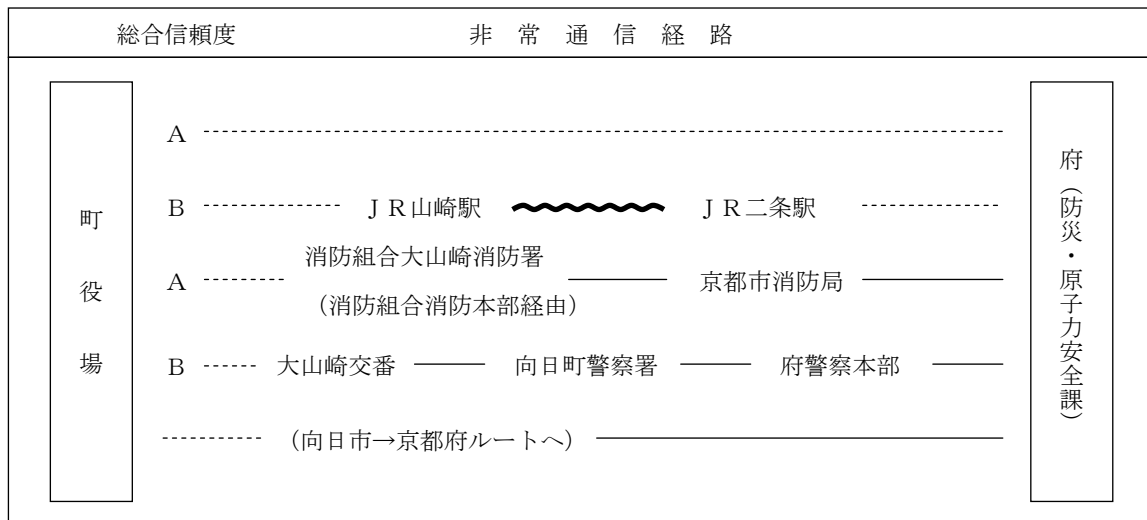 総合信頼度 非常通信経路
町役場
府（防災・原子力安全課）
A
B ＪＲ山崎駅 ＪＲ二条駅
消防組合大山崎消防署
A 京都市消防局
（消防組合消防本部経由）
B 大山崎交番 向日町警察署 府警察本部
（向日市→京都府ルートへ）